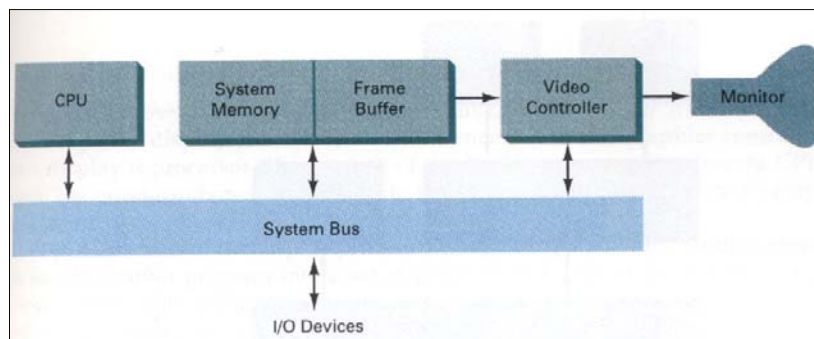 CPU
System
Memory
Frame
Buffer
Video
Controller
Monitor
System Bus
I/O Devices